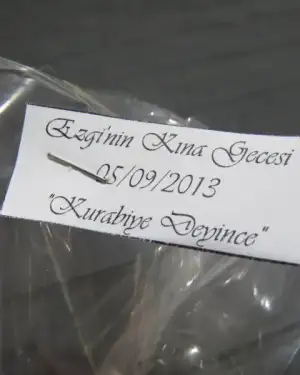 Ezgi'nin Kına Gecesi
05/09/2013
"Kurabiye Deyince"